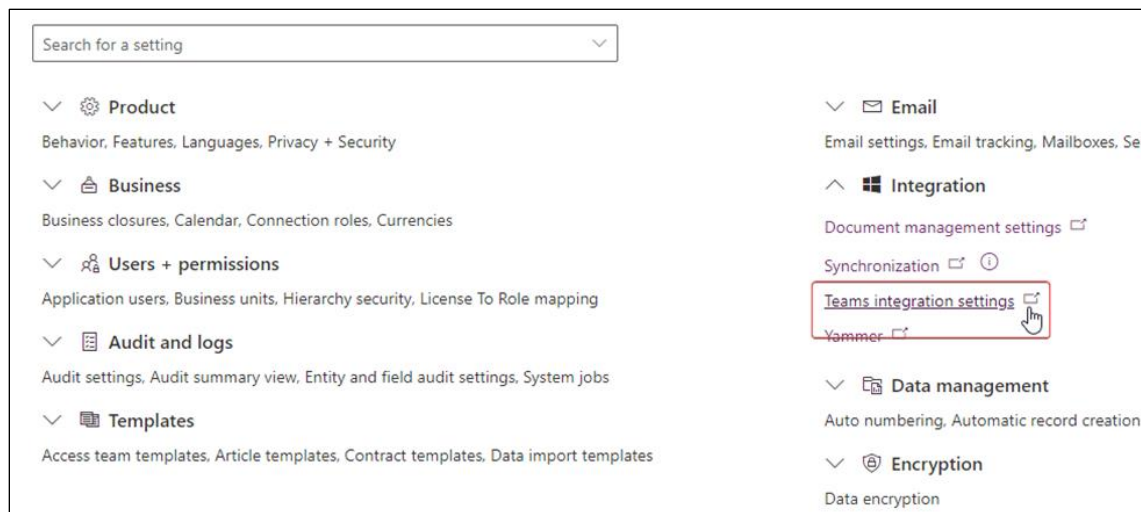 Search for a setting
Product
Behavior, Features, Languages, Privacy + Security
Business
Business closures, Calendar, Connection roles, Currencies
Users + permissions
Application users, Business units, Hierarchy security, License To Role mapping
Audit and logs
Audit settings, Audit summary view, Entity and field audit settings, System jobs
Templates
Access team templates, Article templates, Contract templates, Data import templates
Email
Email settings, Email tracking, Mailboxes, Se
Integration
Document management settings
Synchronization
Teams integration settings
Yammer
Data management
Auto numbering, Automatic record creation
Encryption
Data encryption